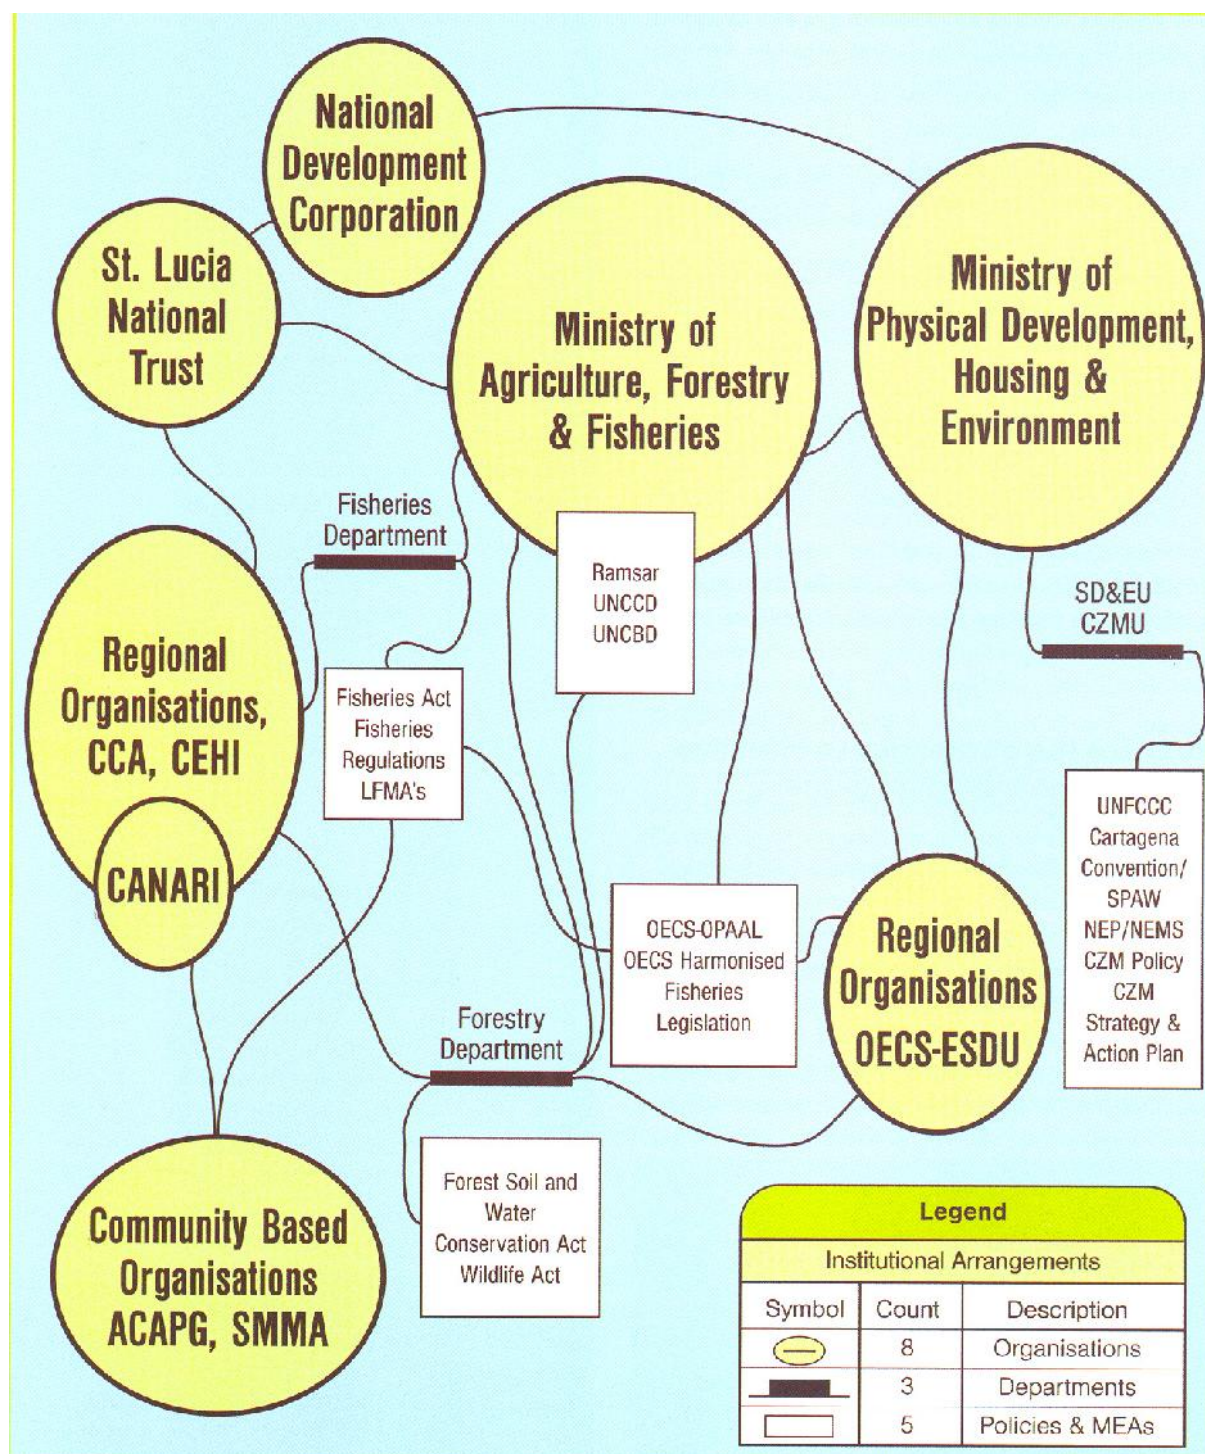 National
Development
Corporation
St. Lucia
National
Trust
Ministry of
Agriculture, Forestry
& Fisheries
Ministry of
Physical Development,
Housing &
Environment
Fisheries
Department
Ramsar
UNCCD
UNCBD
SD&EU
CZMU
Regional
Organisations,
CCA, CEHI
CANARI
Fisheries Act
Fisheries
Regulations
LFMA's
UNFCCC
Cartagena
Convention/
SPAW
NEP/NEMS
CZM Policy
CZM
Strategy &
Action Plan
OECS-OPAAL
OECS Harmonised
Fisheries
Legislation
Regional
Organisations
OECS-ESDU
Forestry
Department
Forest Soil and
Water
Conservation Act
Wildlife Act
Community Based
Organisations
ACAPG, SMMA
Legend
Institutional Arrangements
Symbol Count Description
8 Organisations
3 Departments
5 Policies & MEAs